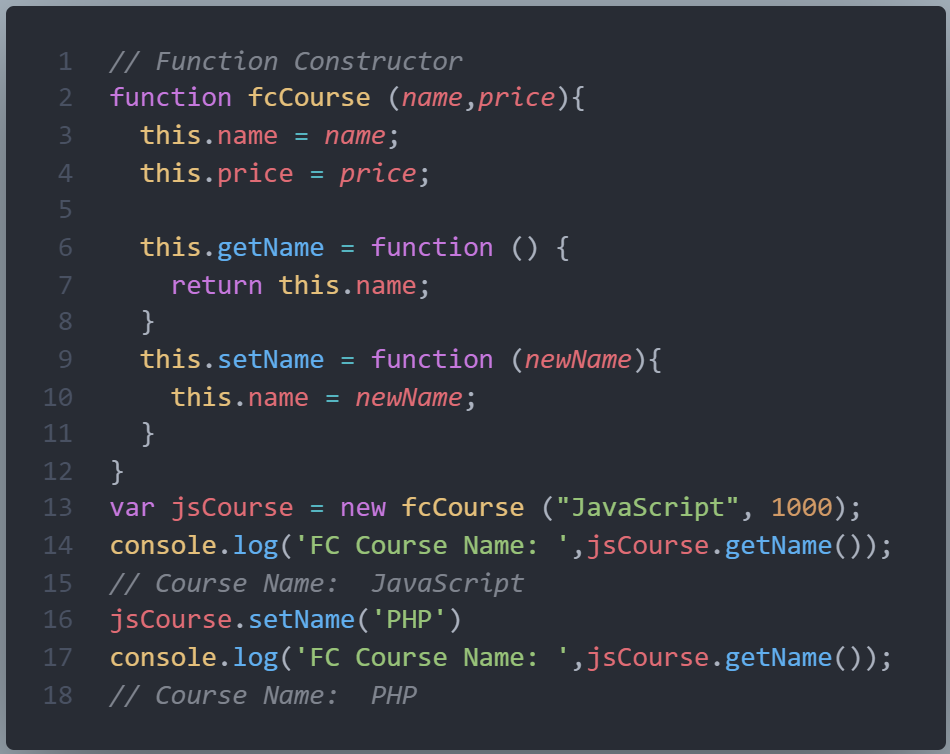 1 // Function Constructor
2 function fcCourse (name,price){
3   this.name = name;
4   this.price = price;
5
6   this.getName = function () {
7     return this.name;
8   }
9   this.setName = function (newName){
10     this.name = newName;
11   }
12 }
13 var jsCourse = new fcCourse ("JavaScript", 1000);
14 console.log('FC Course Name: ',jsCourse.getName());
15 // Course Name:  JavaScript
16 jsCourse.setName('PHP')
17 console.log('FC Course Name: ',jsCourse.getName());
18 // Course Name:  PHP